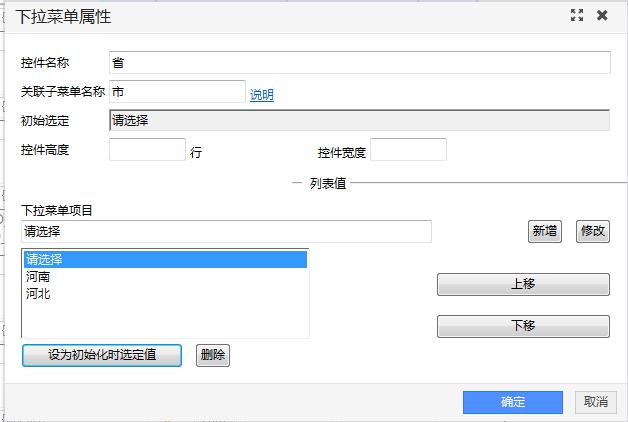 下拉菜单属性
控件名称 省
关联子菜单名称 市 说明
初始选定 请选择
控件高度 行 控件宽度
列表值
下拉菜单项目
请选择 新增 修改
请选择
河南
河北
上移
下移
设为初始化时选定值 删除
确定 取消